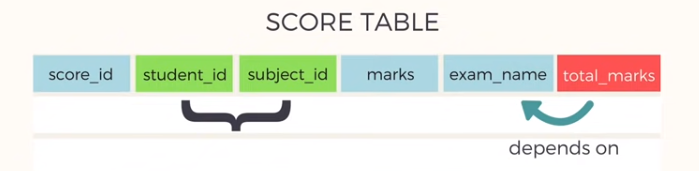 SCORE TABLE
score_id student_id subject_id marks exam_name total_marks
depends on